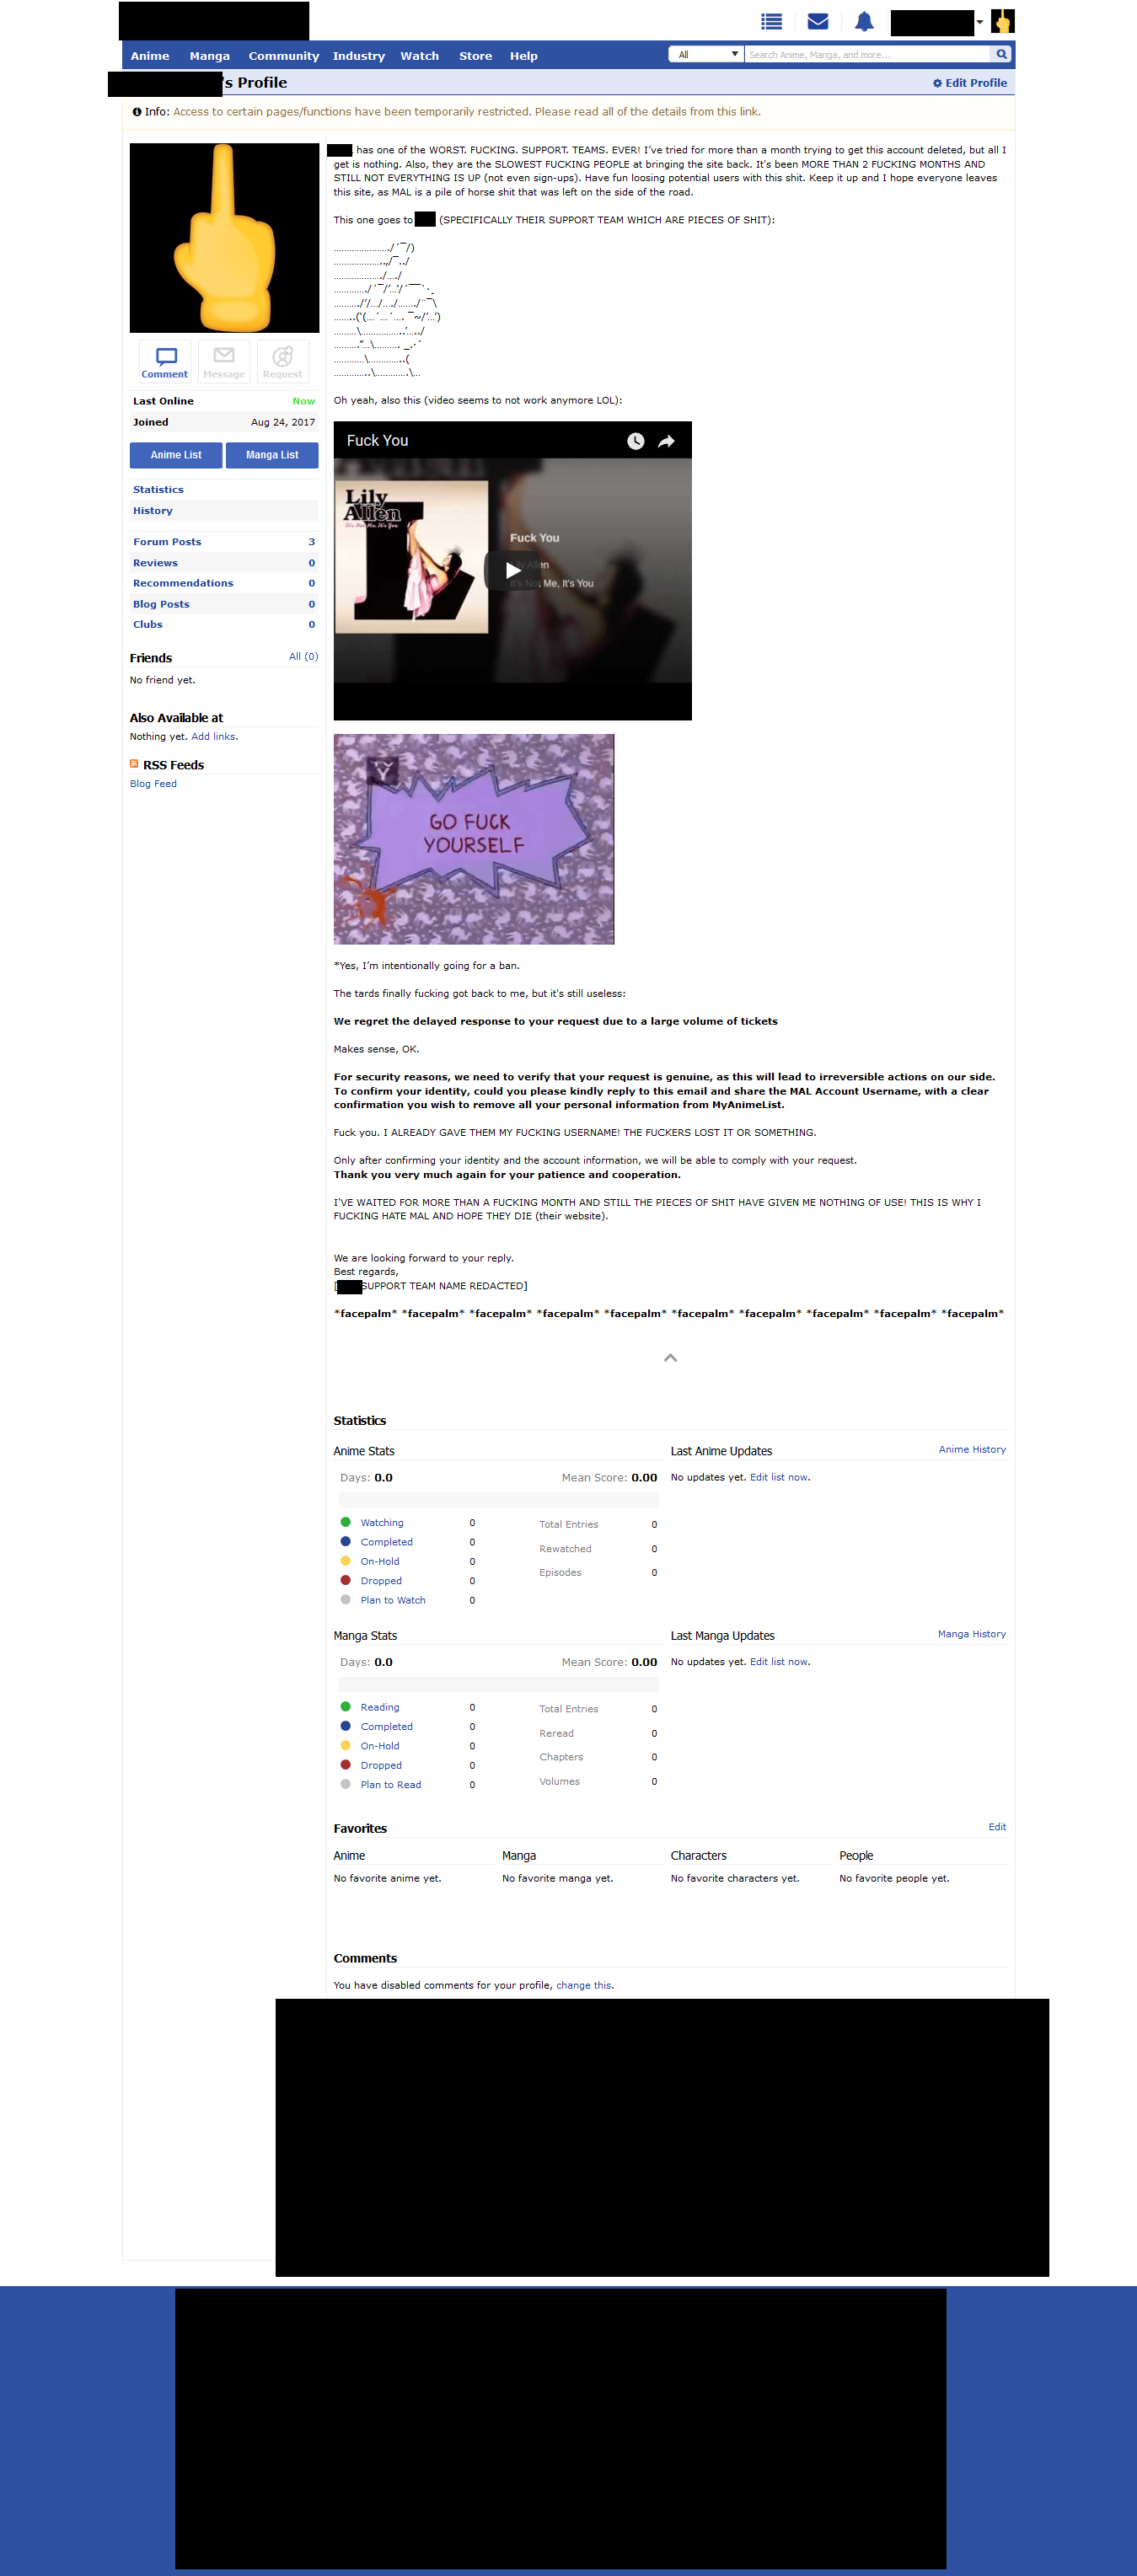 Anime Manga Community Industry Watch Store Help All Search Anime, Manga, and more...
's Profile Edit Profile
Info: Access to certain pages/functions have been temporarily restricted. Please read all of the details from this link.
has one of the WORST. FUCKING. SUPPORT. TEAMS. EVER! I've tried for more than a month trying to get this account deleted, but all I
get is nothing. Also, they are the SLOWEST FUCKING PEOPLE at bringing the site back. It's been MORE THAN 2 FUCKING MONTHS AND
STILL NOT EVERYTHING IS UP (not even sign-ups). Have fun loosing potential users with this shit. Keep it up and I hope everyone leaves
this site, as MAL is a pile of horse shit that was left on the side of the road.
This one goes to (SPECIFICALLY THEIR SUPPORT TEAM WHICH ARE PIECES OF SHIT):
Oh yeah, also this (video seems to not work anymore LOL):
Fuck You
Lily
Allen
It's Not Me, It's You
Fuck You
Lily Allen
It's Not Me, It's You
Y
GO FUCK
YOURSELF
*Yes, I'm intentionally going for a ban.
The tards finally fucking got back to me, but it's still useless:
We regret the delayed response to your request due to a large volume of tickets
Makes sense, OK.
For security reasons, we need to verify that your request is genuine, as this will lead to irreversible actions on our side.
To confirm your identity, could you please kindly reply to this email and share the MAL Account Username, with a clear
confirmation you wish to remove all your personal information from MyAnimeList.
Fuck you. I ALREADY GAVE THEM MY FUCKING USERNAME! THE FUCKERS LOST IT OR SOMETHING.
Only after confirming your identity and the account information, we will be able to comply with your request.
Thank you very much again for your patience and cooperation.
I'VE WAITED FOR MORE THAN A FUCKING MONTH AND STILL THE PIECES OF SHIT HAVE GIVEN ME NOTHING OF USE! THIS IS WHY I
FUCKING HATE MAL AND HOPE THEY DIE (their website).
We are looking forward to your reply.
Best regards,
[ SUPPORT TEAM NAME REDACTED]
*facepalm* *facepalm* *facepalm* *facepalm* *facepalm* *facepalm* *facepalm* *facepalm* *facepalm* *facepalm*
Comment Message Request
Last Online Now
Joined Aug 24, 2017
Anime List Manga List
Statistics
History
Forum Posts 3
Reviews 0
Recommendations 0
Blog Posts 0
Clubs 0
Friends All (0)
No friend yet.
Also Available at
Nothing yet. Add links.
RSS Feeds
Blog Feed
Statistics
Anime Stats
Days: 0.0 Mean Score: 0.00
Watching 0 Total Entries 0
Completed 0 Rewatched 0
On-Hold 0 Episodes 0
Dropped 0
Plan to Watch 0
Last Anime Updates Anime History
No updates yet. Edit list now.
Manga Stats
Days: 0.0 Mean Score: 0.00
Reading 0 Total Entries 0
Completed 0 Reread 0
On-Hold 0 Chapters 0
Dropped 0 Volumes 0
Plan to Read 0
Last Manga Updates Manga History
No updates yet. Edit list now.
Favorites Edit
Anime Manga Characters People
No favorite anime yet. No favorite manga yet. No favorite characters yet. No favorite people yet.
Comments
You have disabled comments for your profile, change this.